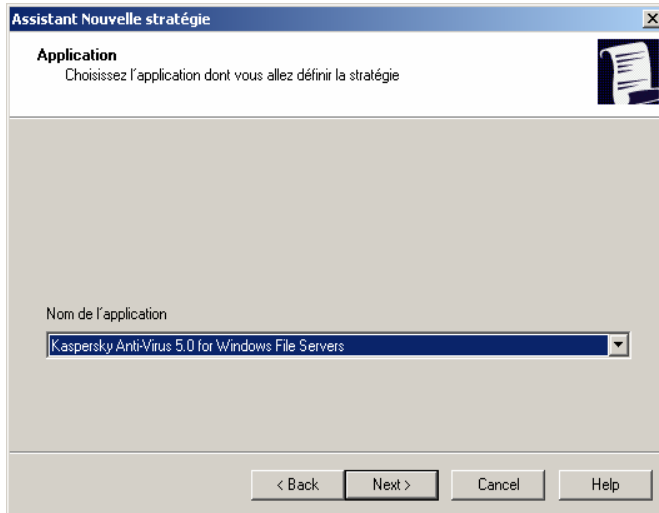 Assistant Nouvelle stratégie
Application
Choisissez l´application dont vous allez définir la stratégie
Nom de l´application
Kaspersky Anti-Virus 5.0 for Windows File Servers
< Back Next > Cancel Help